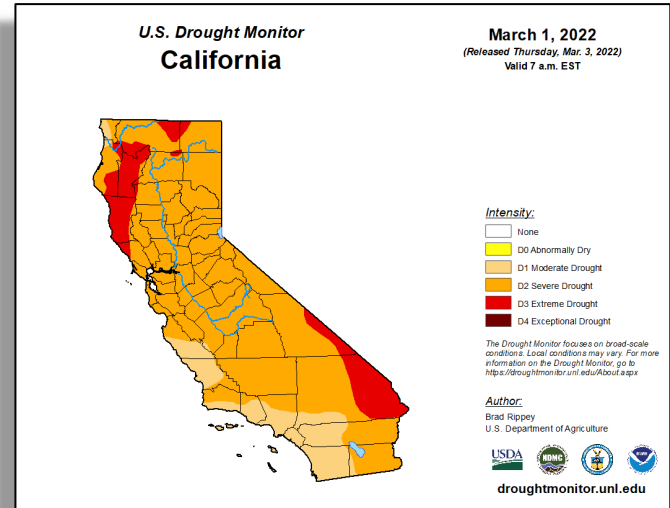 U.S. Drought Monitor
California
March 1, 2022
(Released Thursday, Mar. 3, 2022)
Valid 7 a.m. EST
Intensity:
None
D0 Abnormally Dry
D1 Moderate Drought
D2 Severe Drought
D3 Extreme Drought
D4 Exceptional Drought
The Drought Monitor focuses on broad-scale
conditions. Local conditions may vary. For more
information on the Drought Monitor, go to
https://droughtmonitor.unl.edu/About.aspx
Author:
Brad Rippey
U.S. Department of Agriculture
USDA
NDMC
droughtmonitor.unl.edu